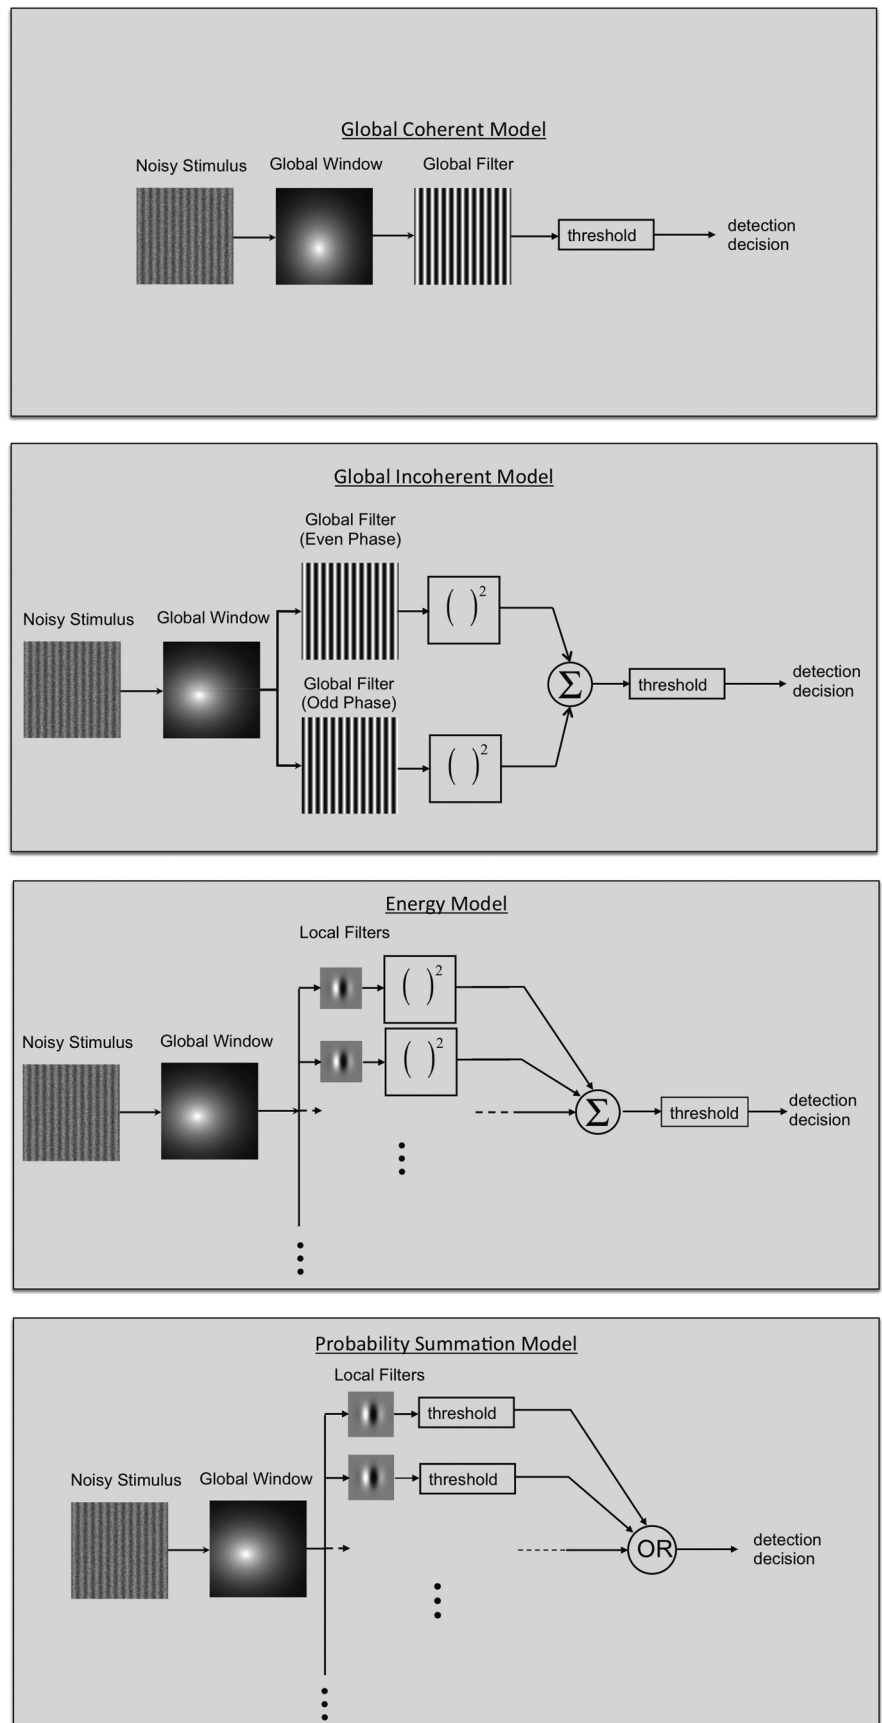 Global Coherent Model
Noisy Stimulus
Global Window
Global Filter
threshold
detection
decision
Global Incoherent Model
Global Filter
(Even Phase)
( )2
Noisy Stimulus
Global Window
Global Filter
(Odd Phase)
( )2
Σ
threshold
detection
decision
Energy Model
Local Filters
( )2
( )2
Noisy Stimulus
Global Window
Σ
threshold
detection
decision
Probability Summation Model
Local Filters
threshold
threshold
Noisy Stimulus
Global Window
OR
detection
decision